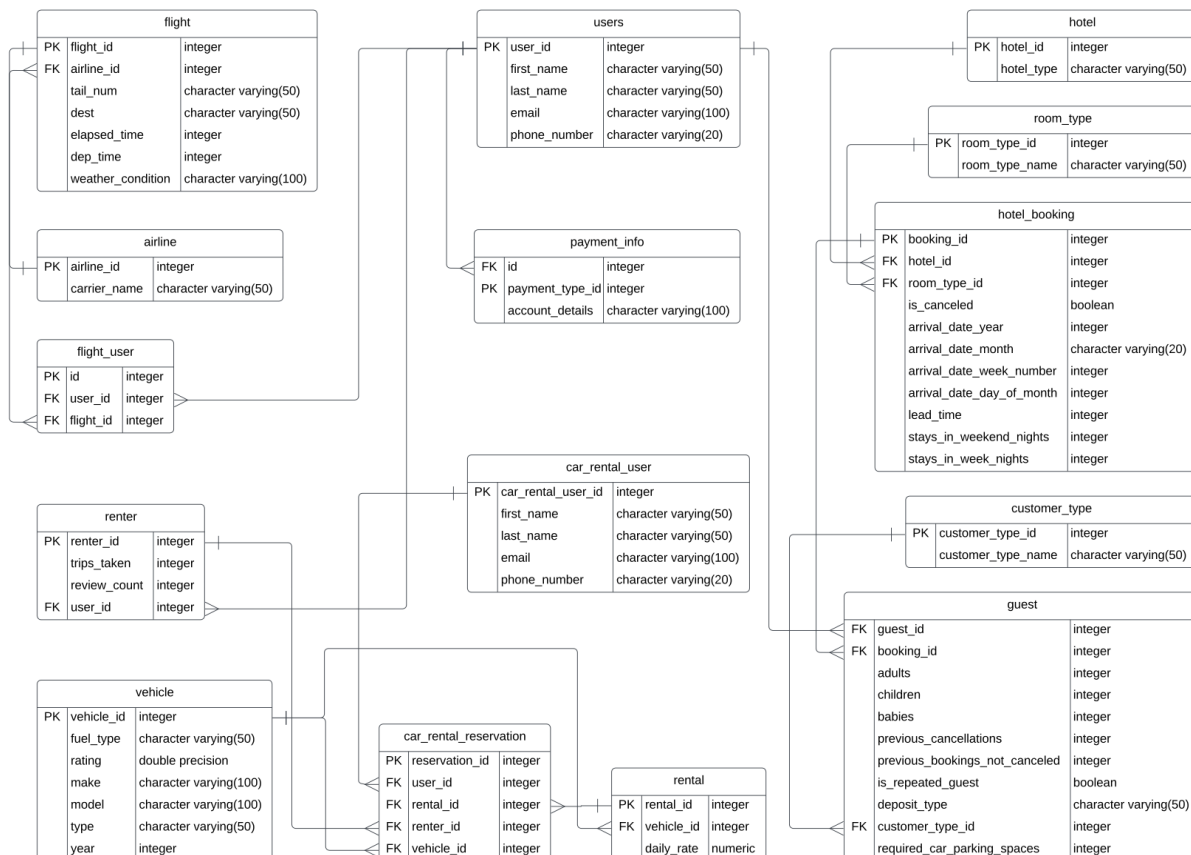 flight
PK flight_id integer
FK airline_id integer
tail_num character varying(50)
dest character varying(50)
elapsed_time integer
dep_time integer
weather_condition character varying(100)
airline
PK airline_id integer
carrier_name character varying(50)
flight_user
PK id integer
FK user_id integer
FK flight_id integer
renter
PK renter_id integer
trips_taken integer
review_count integer
FK user_id integer
vehicle
PK vehicle_id integer
fuel_type character varying(50)
rating double precision
make character varying(100)
model character varying(100)
type character varying(50)
year integer
users
PK user_id integer
first_name character varying(50)
last_name character varying(50)
email character varying(100)
phone_number character varying(20)
payment_info
FK id integer
PK payment_type_id integer
account_details character varying(100)
car_rental_user
PK car_rental_user_id integer
first_name character varying(50)
last_name character varying(50)
email character varying(100)
phone_number character varying(20)
car_rental_reservation
PK reservation_id integer
FK user_id integer
FK rental_id integer
FK renter_id integer
FK vehicle_id integer
rental
PK rental_id integer
FK vehicle_id integer
daily_rate numeric
hotel
PK hotel_id integer
hotel_type character varying(50)
room_type
PK room_type_id integer
room_type_name character varying(50)
hotel_booking
PK booking_id integer
FK hotel_id integer
FK room_type_id integer
is_canceled boolean
arrival_date_year integer
arrival_date_month character varying(20)
arrival_date_week_number integer
arrival_date_day_of_month integer
lead_time integer
stays_in_weekend_nights integer
stays_in_week_nights integer
customer_type
PK customer_type_id integer
customer_type_name character varying(50)
guest
FK guest_id integer
FK booking_id integer
adults integer
children integer
babies integer
previous_cancellations integer
previous_bookings_not_canceled integer
is_repeated_guest boolean
deposit_type character varying(50)
FK customer_type_id integer
required_car_parking_spaces integer